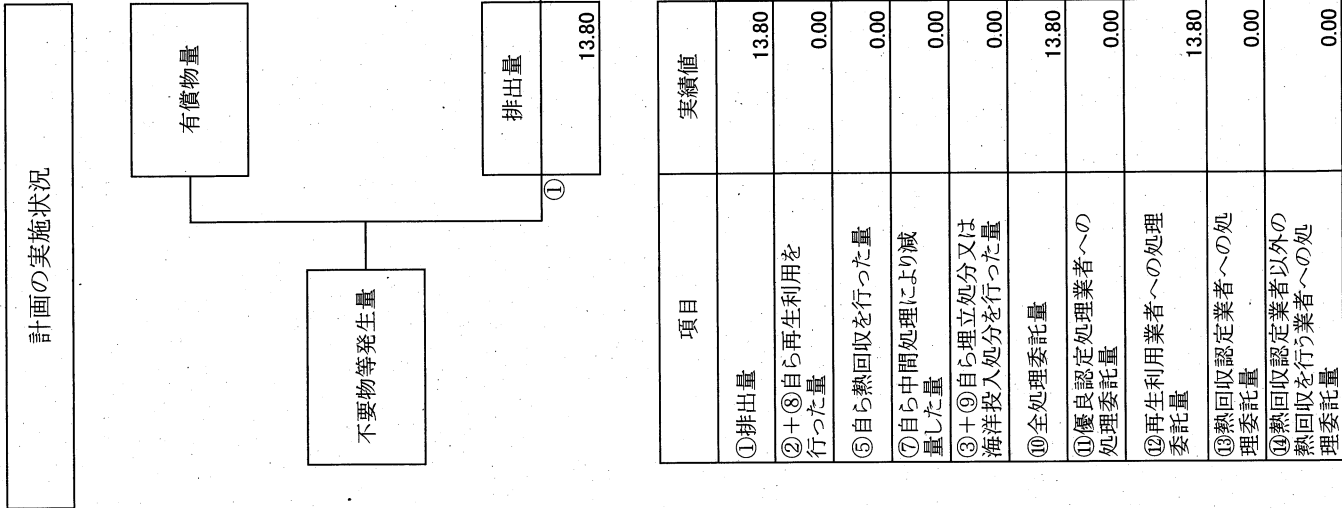 計画の実施状況
有償物量
不要物等発生量
排出量
①
13.80
項目
実績値
①排出量
13.80
②+⑧自ら再生利用を
行った量
0.00
⑤自ら熱回収を行った量
0.00
⑦自ら中間処理により減
量した量
0.00
③+⑨自ら埋立処分又は
海洋投入処分を行った量
0.00
⑩全処理委託量
13.80
⑪優良認定処理業者への
処理委託量
0.00
⑫再生利用業者への処理
委託量
13.80
⑬熱回収認定業者への処
理委託量
0.00
⑭熱回収認定業者以外の
熱回収を行う業者への処
理委託量
0.00